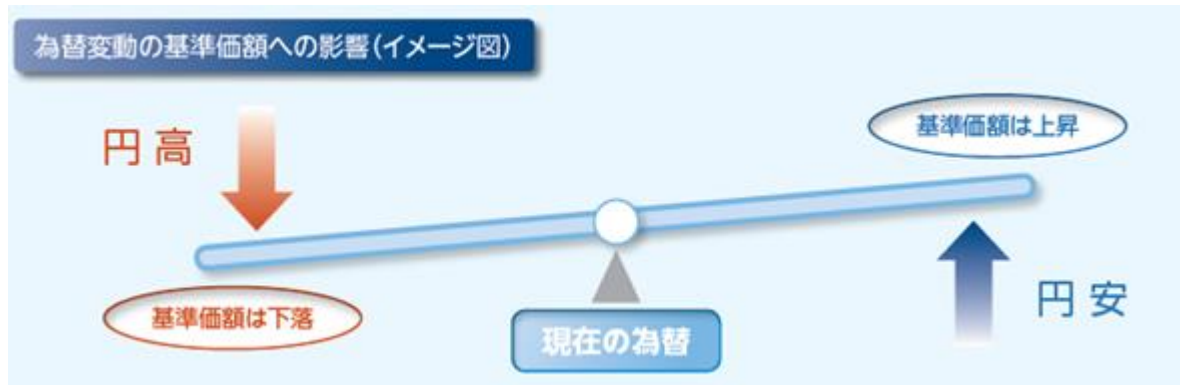 為替変動の基準価額への影響(イメージ図)
円高
基準価額は上昇
基準価額は下落
現在の為替
円安